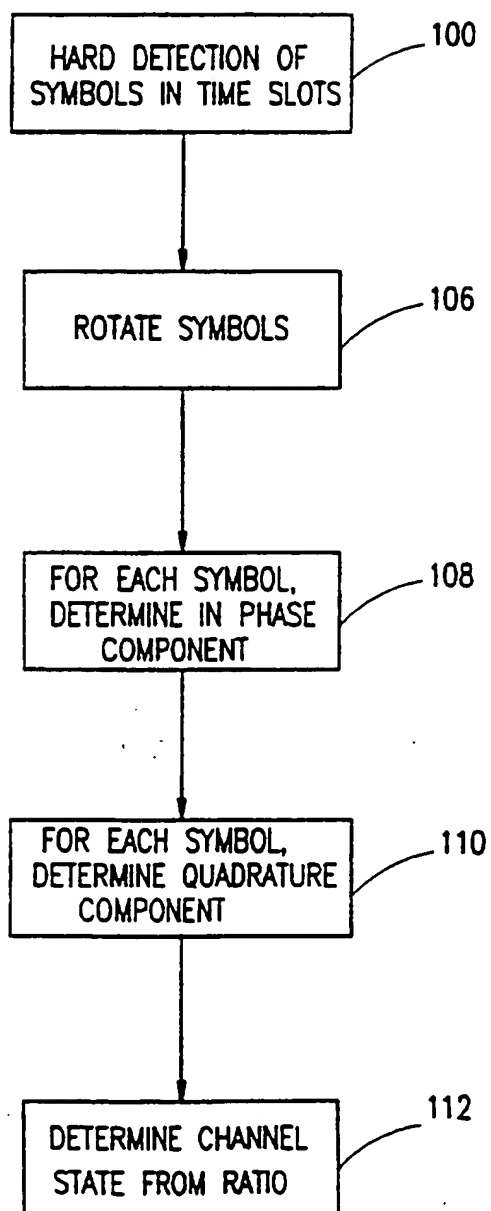 HARD DETECTION OF
SYMBOLS IN TIME SLOTS
100
ROTATE SYMBOLS
106
FOR EACH SYMBOL,
DETERMINE IN PHASE
COMPONENT
108
FOR EACH SYMBOL,
DETERMINE QUADRATURE
COMPONENT
110
DETERMINE CHANNEL
STATE FROM RATIO
112